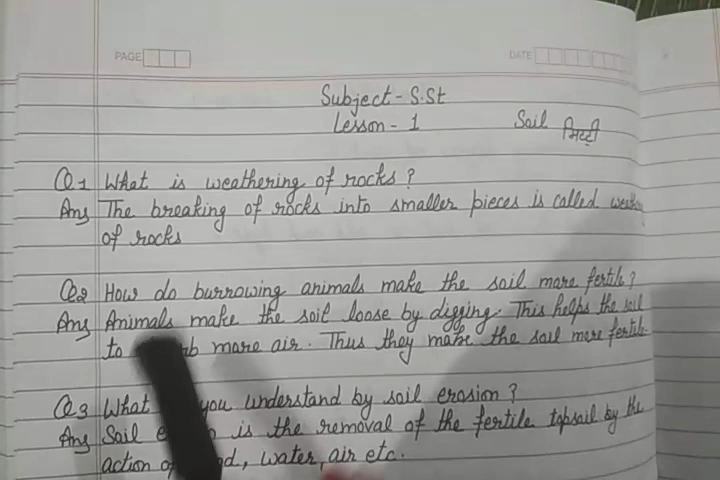 PAGE
DATE
Subject - S.St
Lesson - 1 Soil मिट्टी
Q.1 What is weathering of rocks?
Ans The breaking of rocks into smaller pieces is called
of rocks
Q2 How do burrowing animals make the soil more fertile?
Ans Animals make the soil loose by digging. This helps the soil
to more air. Thus they make the soil more fertile.
Q3 What you understand by soil erosion?
Ans Soil is the removal of the fertile topsoil by the
action of , water, air etc.